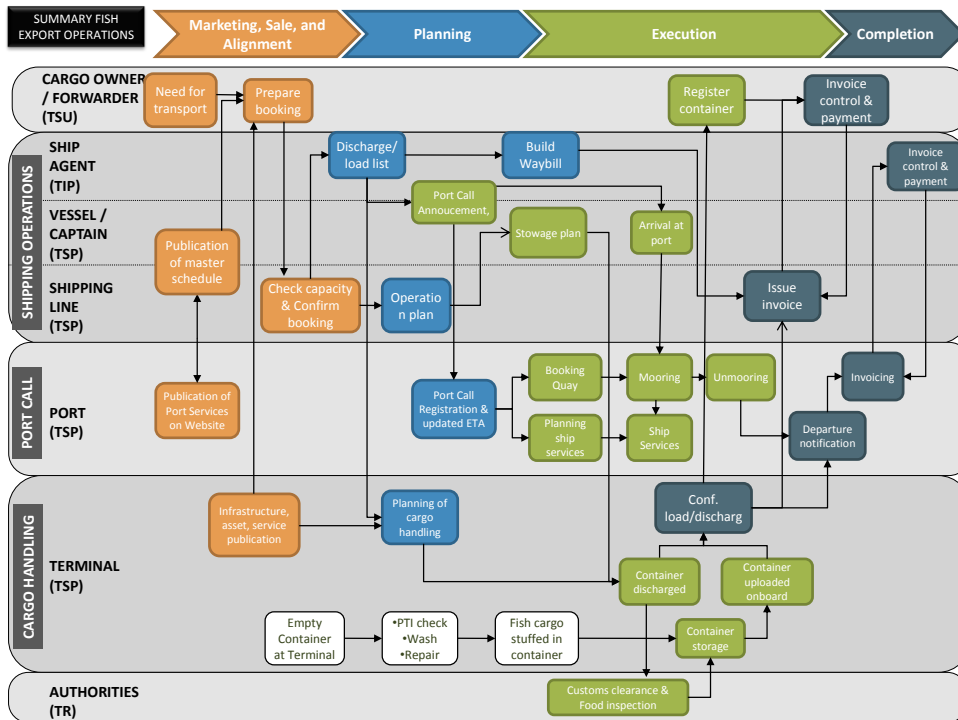 SUMMARY FISH
EXPORT OPERATIONS
Marketing, Sale, and
Alignment
Planning
Execution
Completion
CARGO OWNER
/ FORWARDER
(TSU)
Need for
transport
Prepare
booking
Register
container
Invoice
control &
payment
SHIPPING OPERATIONS
SHIP
AGENT
(TIP)
Discharge/
load list
Build
Waybill
Invoice
control &
payment
VESSEL /
CAPTAIN
(TSP)
Port Call
Annoucement,
Stowage plan
Arrival at
port
Publication
of master
schedule
SHIPPING
LINE
(TSP)
Check capacity
& Confirm
booking
Operatio
n plan
Issue
invoice
PORT CALL
PORT
(TSP)
Publication of
Port Services
on Website
Port Call
Registration &
updated ETA
Booking
Quay
Mooring
Unmooring
Invoicing
Planning
ship
services
Ship
Services
Departure
notification
CARGO HANDLING
TERMINAL
(TSP)
Infrastructure,
asset, service
publication
Planning of
cargo
handling
Conf.
load/discharg
Container
discharged
Container
uploaded
onboard
Empty
Container
at Terminal
•PTI check
•Wash
•Repair
Fish cargo
stuffed in
container
Container
storage
AUTHORITIES
(TR)
Customs clearance &
Food inspection